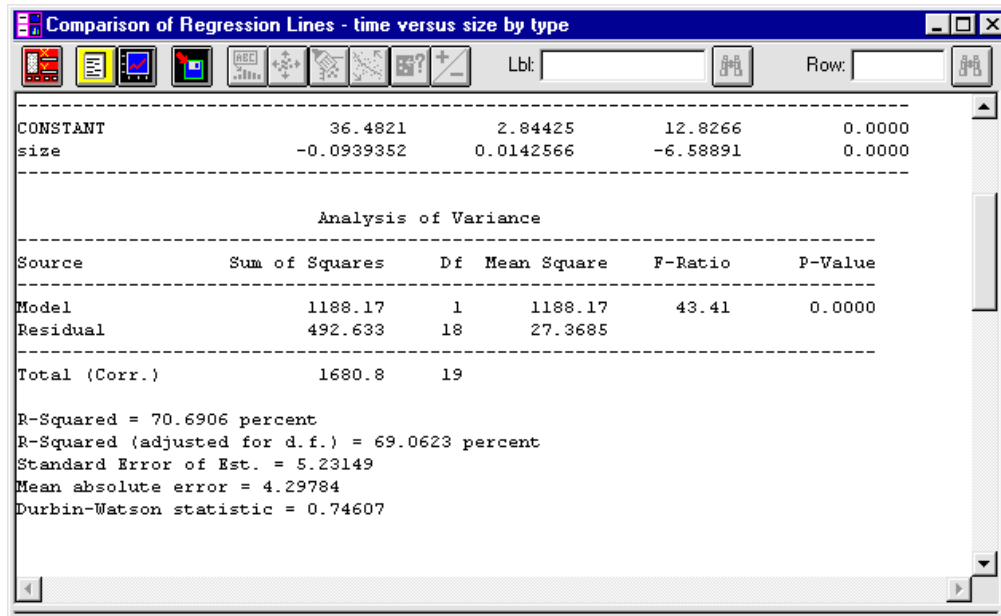 Comparison of Regression Lines - time versus size by type
Lbl: Row:
--------------------------------------------------------------------------------
CONSTANT 36.4821 2.84425 12.8266 0.0000
size -0.0939352 0.0142566 -6.58891 0.0000
--------------------------------------------------------------------------------
Analysis of Variance
-----------------------------------------------------------------------------
Source Sum of Squares Df Mean Square F-Ratio P-Value
-----------------------------------------------------------------------------
Model 1188.17 1 1188.17 43.41 0.0000
Residual 492.633 18 27.3685
-----------------------------------------------------------------------------
Total (Corr.) 1680.8 19
R-Squared = 70.6906 percent
R-Squared (adjusted for d.f.) = 69.0623 percent
Standard Error of Est. = 5.23149
Mean absolute error = 4.29784
Durbin-Watson statistic = 0.74607